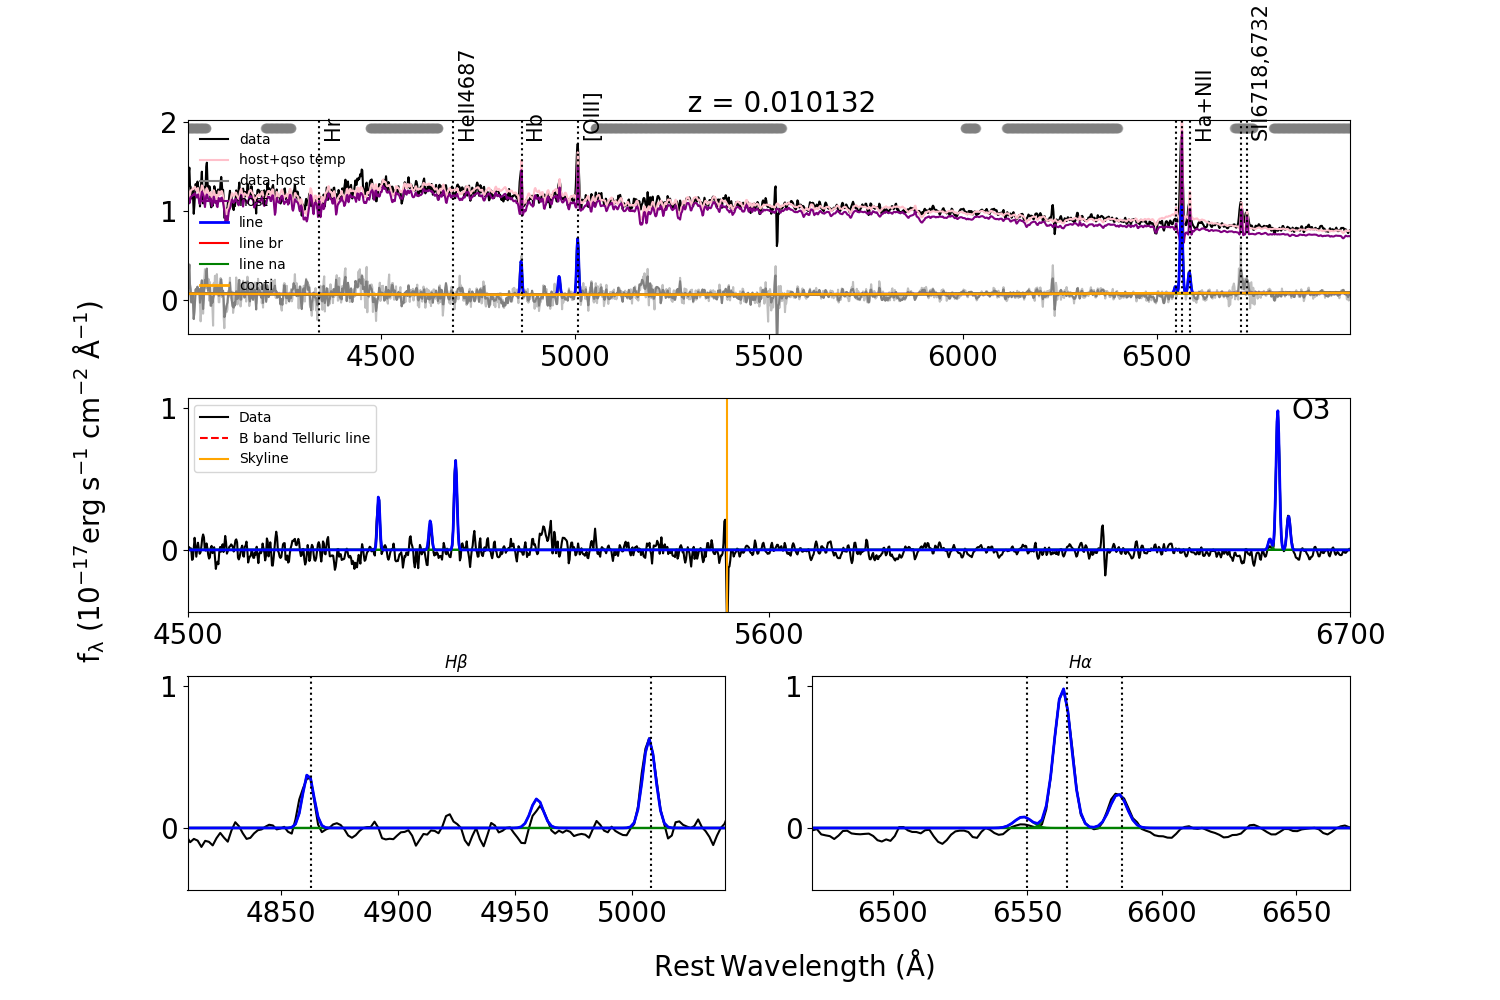 z = 0.010132
Hr
HeII4687
Hb
[OIII]
Ha+NII
SII6718,6732
data
host+qso temp
data-host
host
line
line br
line na
conti
2
1
0
4500 5000 5500 6000 6500
Data
B band Telluric line
Skyline
O3
1
0
4500 5600 6700
fλ (10−17erg s−1 cm−2 Å−1)
Hβ
1
0
4850 4900 4950 5000
Hα
1
0
6500 6550 6600 6650
Rest Wavelength (Å)